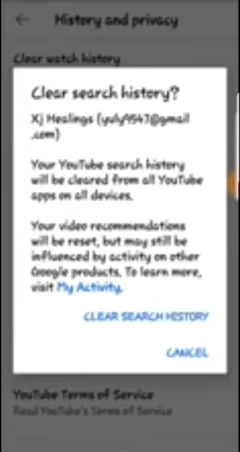 History and privacy
Clear watch history
Clear search history?
Xj Healings (yuly9543@gmail
.com)
Your YouTube search history
will be cleared from all YouTube
apps on all devices.
Your video recommendations
will be reset, but may still be
influenced by activity on other
Google products. To learn more,
visit My Activity.
CLEAR SEARCH HISTORY
CANCEL
YouTube Terms of Service
Read YouTube's Terms of Service